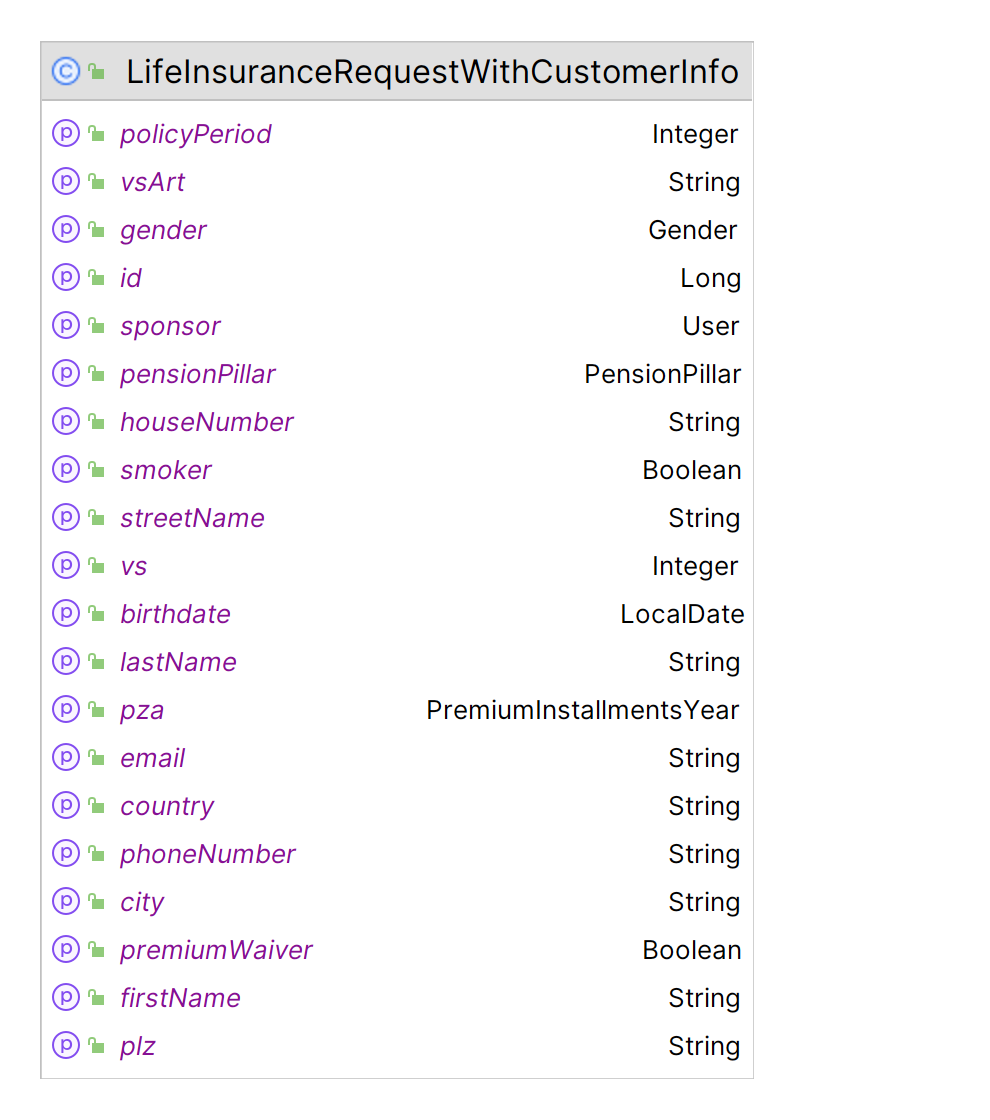 C LifeInsuranceRequestWithCustomerInfo
p policyPeriod Integer
p vsArt String
p gender Gender
p id Long
p sponsor User
p pensionPillar PensionPillar
p houseNumber String
p smoker Boolean
p streetName String
p vs Integer
p birthdate LocalDate
p lastName String
p pza PremiumInstallmentsYear
p email String
p country String
p phoneNumber String
p city String
p premiumWaiver Boolean
p firstName String
p plz String